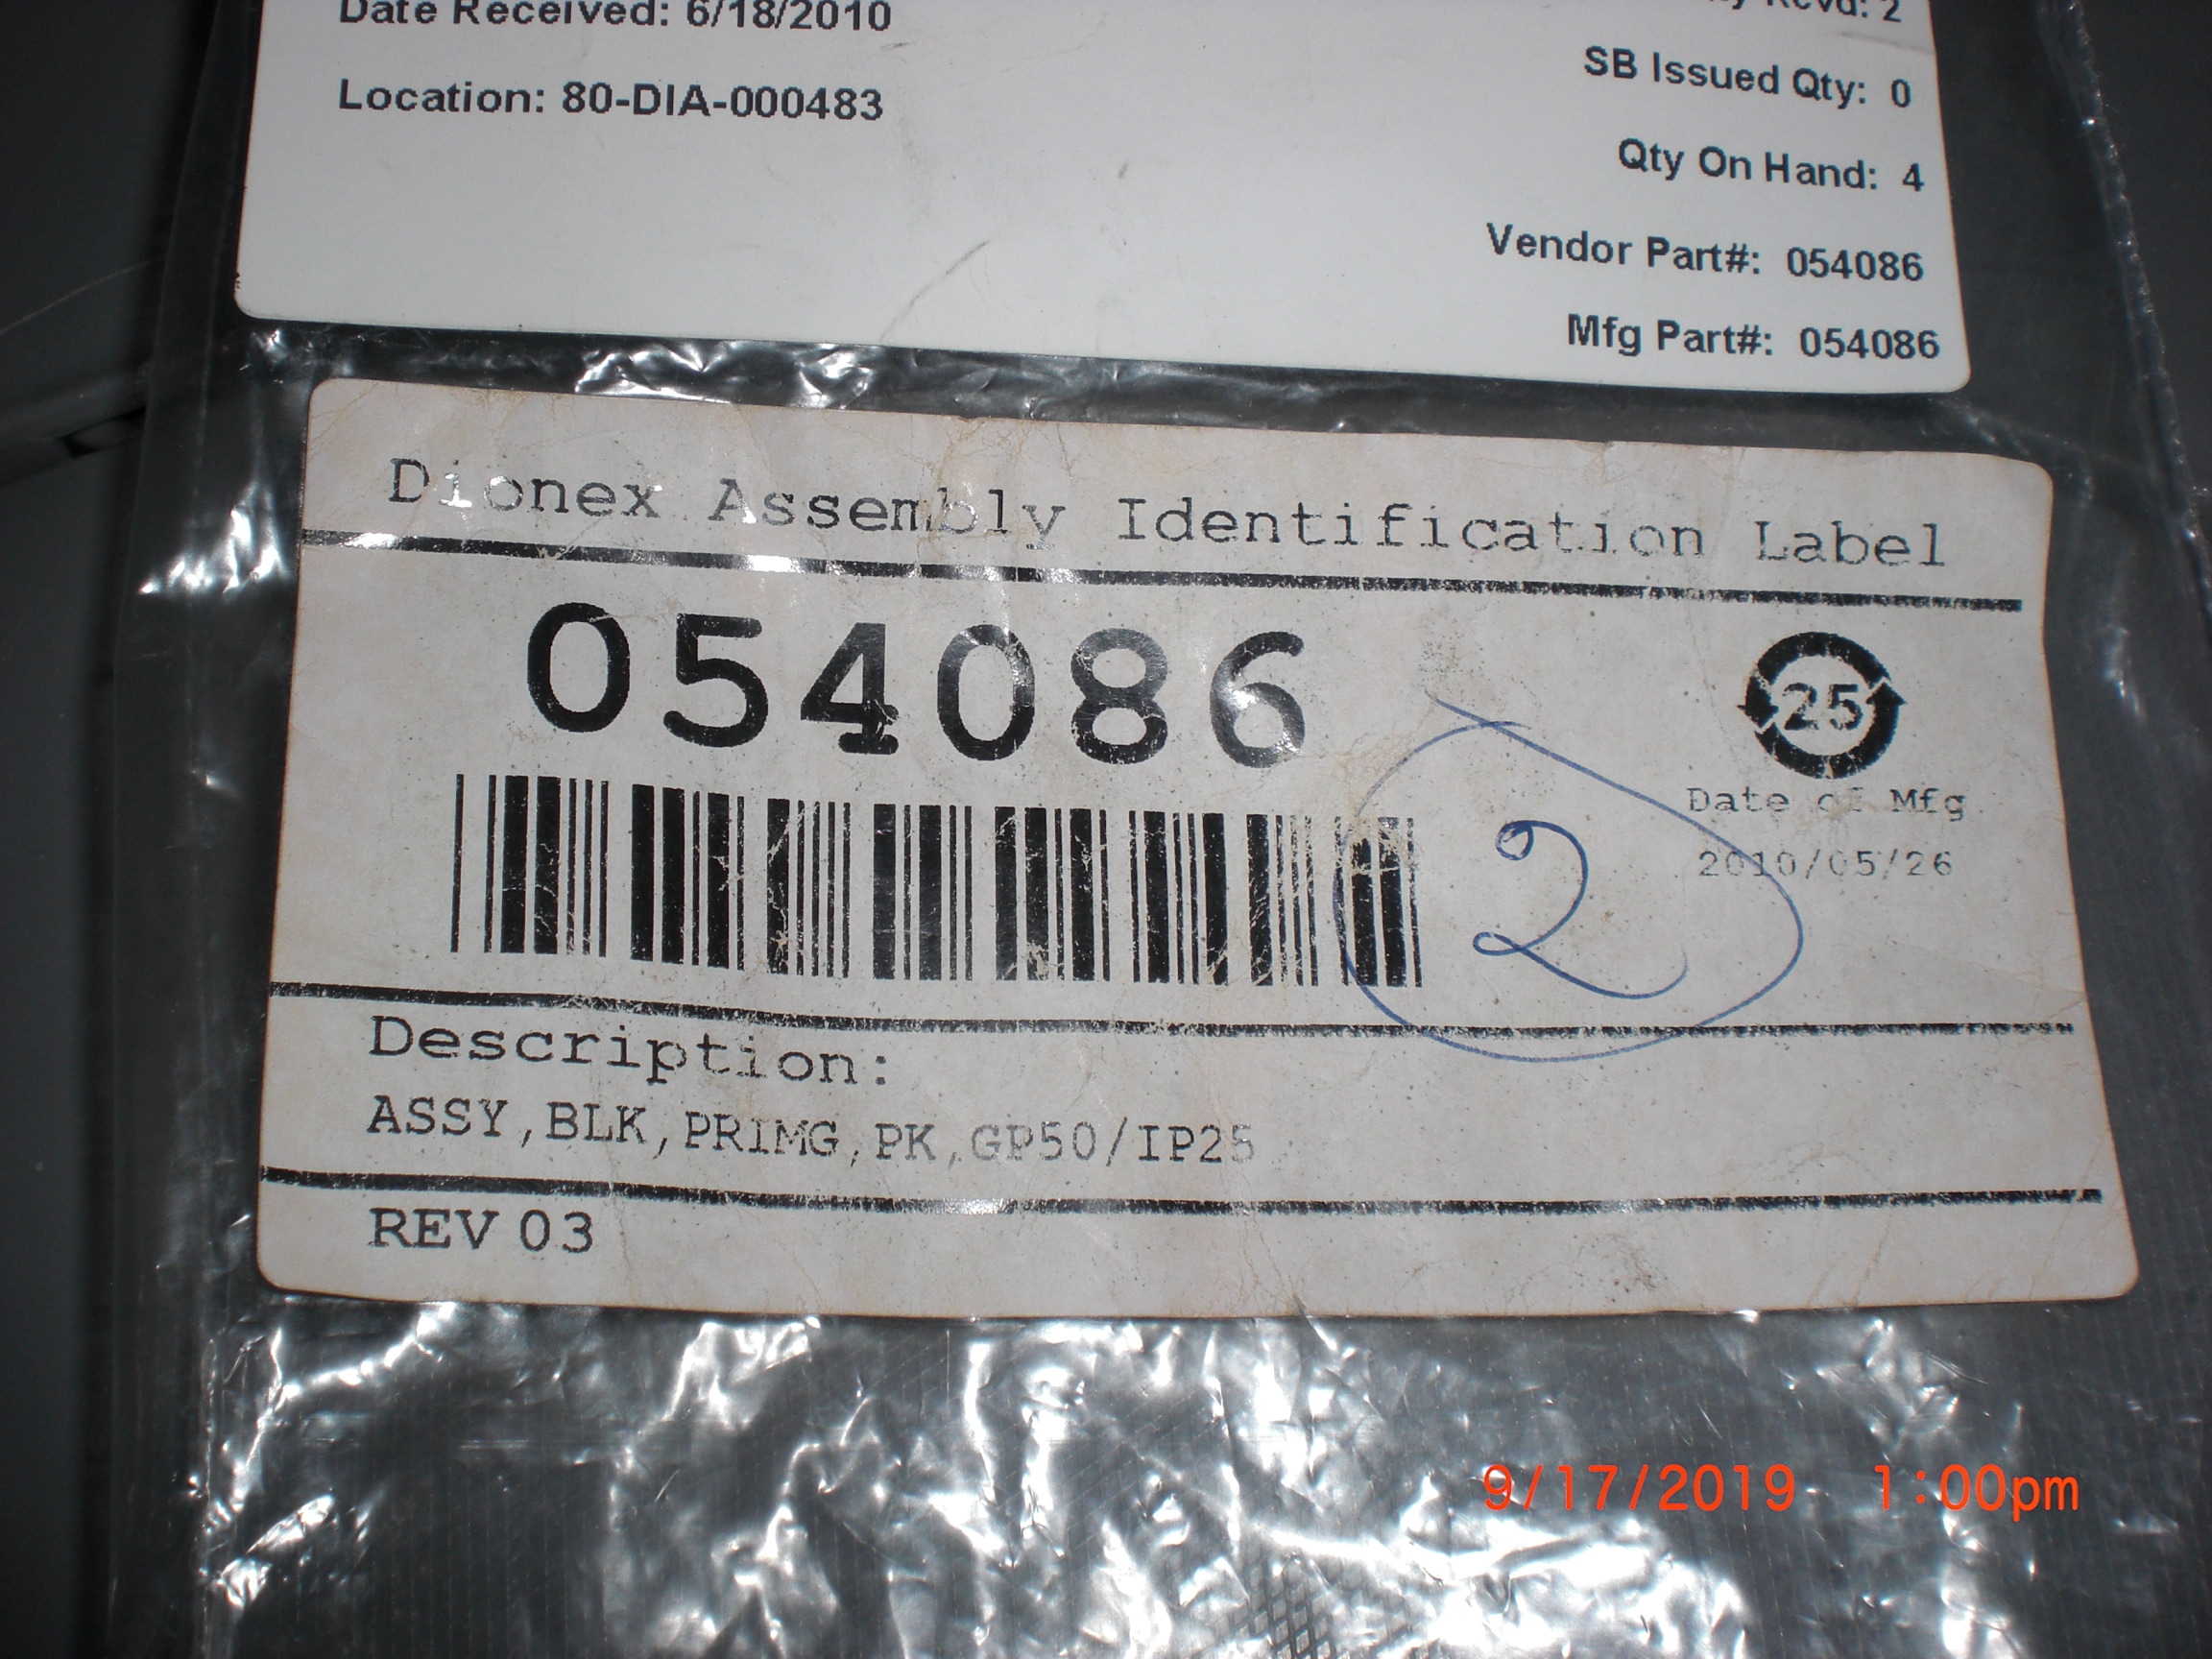 Date Received: 6/18/2010
Rcvd: 2
Location: 80-DIA-000483
SB Issued Qty: 0
Qty On Hand: 4
Vendor Part#: 054086
Mfg Part#: 054086
Dionex Assembly Identification Label
054086
25
2
Date of Mfg
2010/05/26
Description:
ASSY,BLK,PRIMG,PK,GP50/IP25
REV 03
9/17/2019 1:00pm